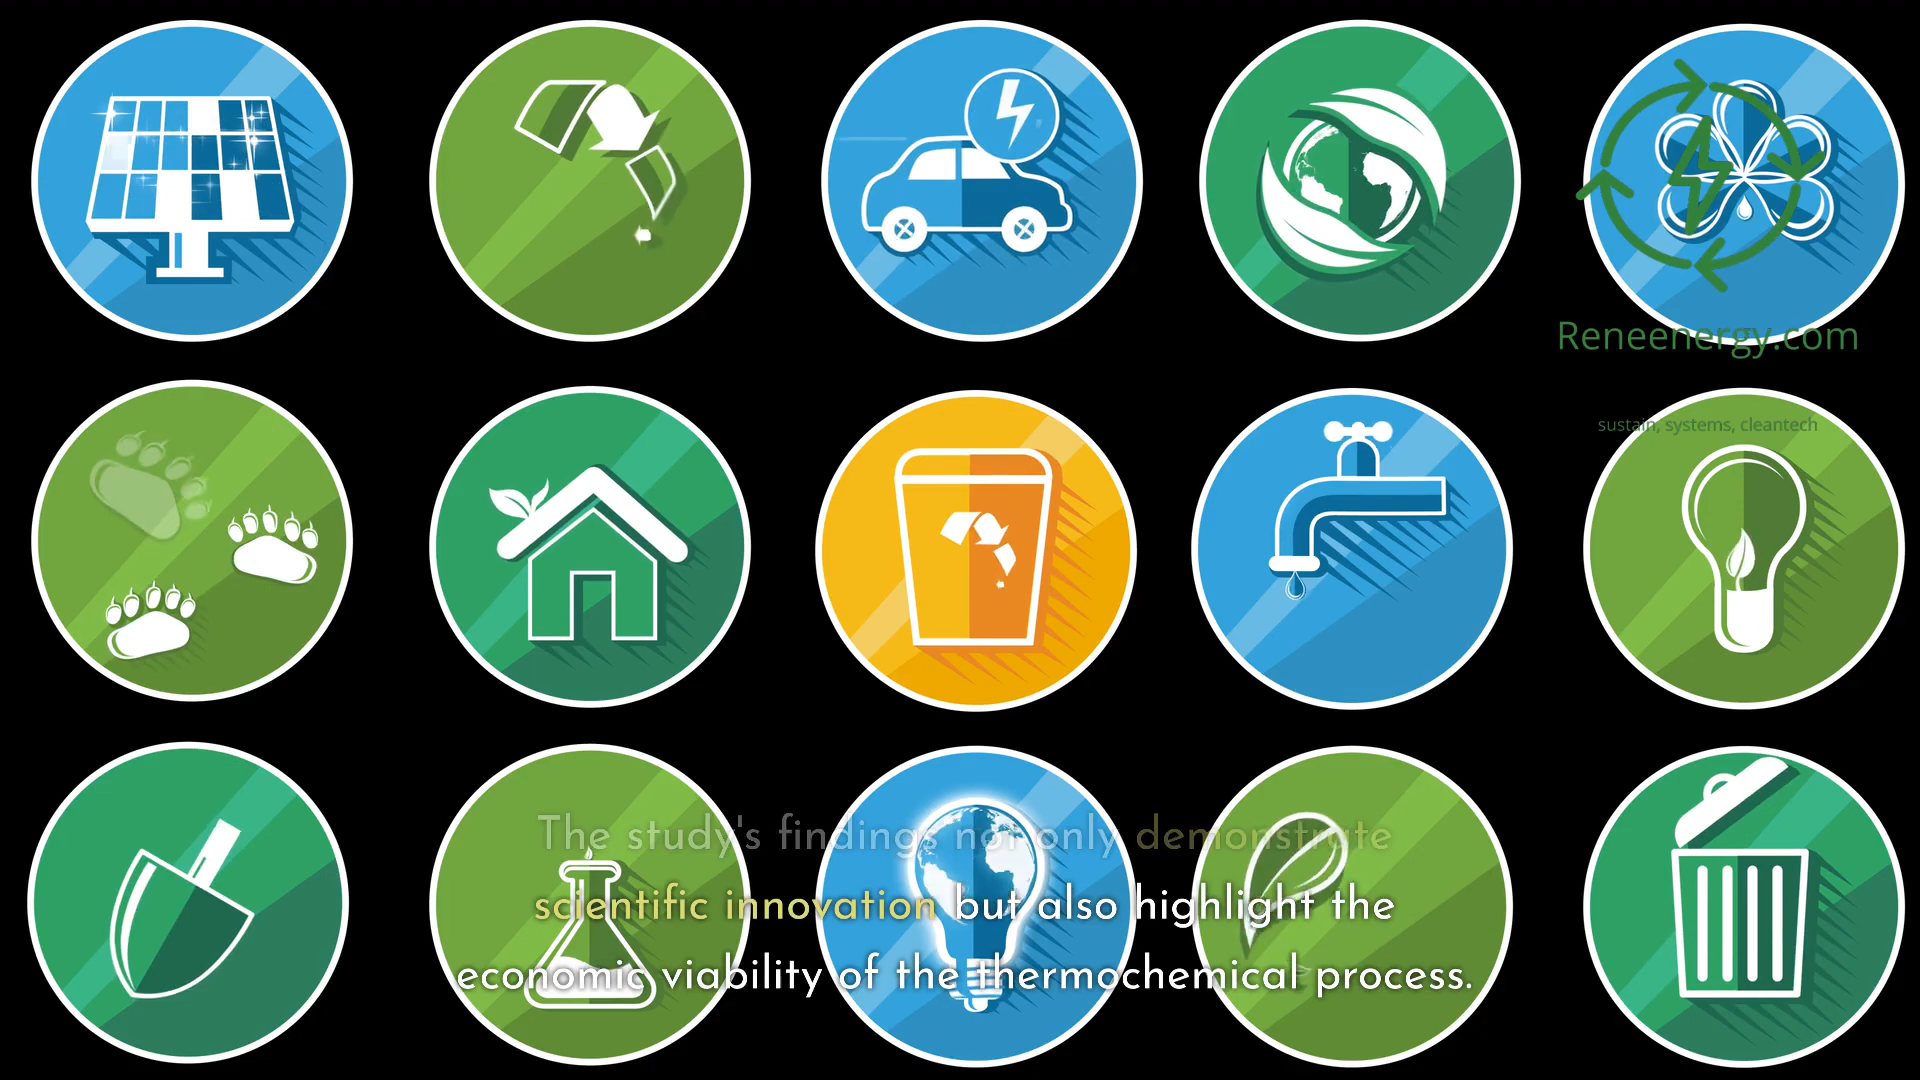 Reneenergy.com
sustain, systems, cleantech
The study's findings not only demonstrate
scientific innovation but also highlight the
economic viability of the thermochemical process.